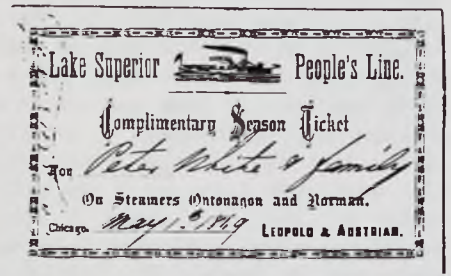 Lake Superior People's Line.
Complimentary Season Ticket
For Peter White & family
On Steamers Ontonagon and Norman.
Chicago, May 1st 1869 LEOPOLD & AUSTRIAN.